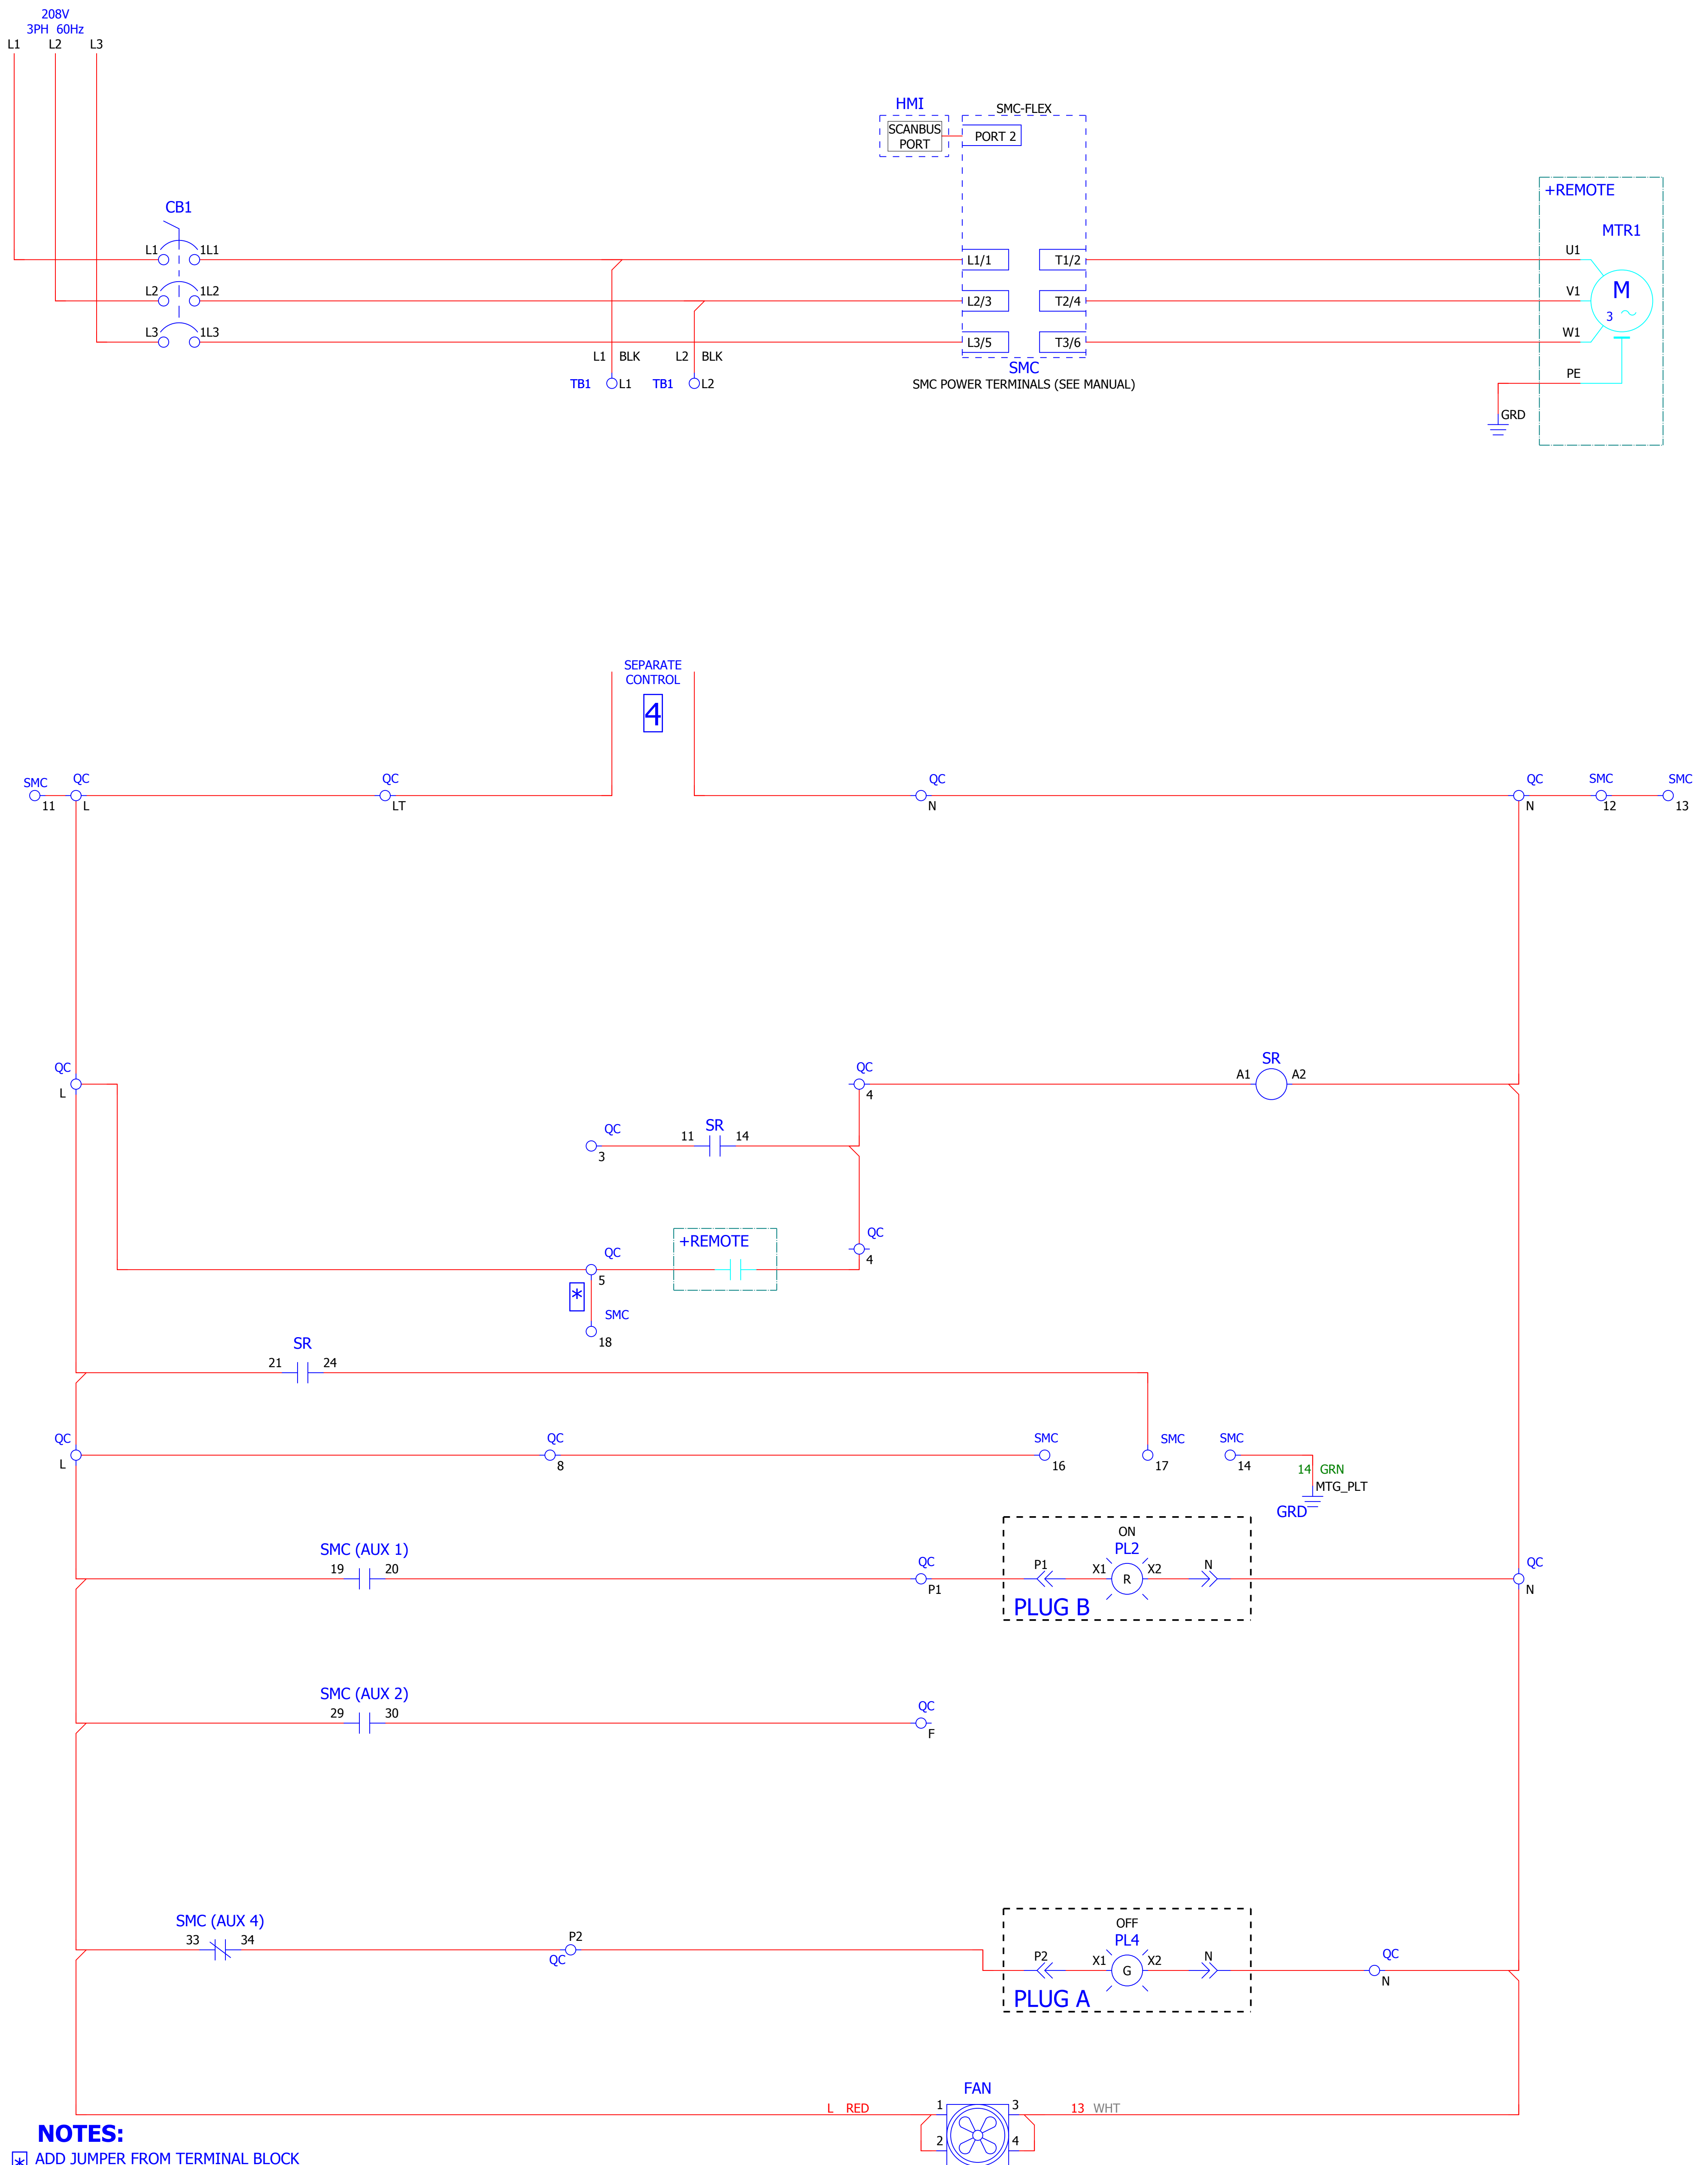 208V
3PH 60Hz
L1 L2 L3
HMI
SMC-FLEX
SCANBUS
PORT
PORT 2
+REMOTE
CB1
MTR1
L1 1L1
L1/1 T1/2
U1
L2 1L2
L2/3 T2/4
V1
M
3
L3 1L3
L3/5 T3/6
W1
L1 BLK L2 BLK
SMC
PE
TB1 L1 TB1 L2
SMC POWER TERMINALS (SEE MANUAL)
GRD
SEPARATE
CONTROL
4
SMC QC QC QC QC SMC SMC
11 L LT N N 12 13
QC QC SR
A1 A2
L 4
QC SR
11 14
3
QC
+REMOTE
4
QC
5
*
SMC
18
SR
21 24
QC QC SMC SMC SMC
L 8 16 17 14
14 GRN
MTG_PLT
GRD
ON
SMC (AUX 1)
PL2
19 20
QC P1 X1 X2 N QC
R
P1 N
PLUG B
SMC (AUX 2)
29 30
QC
F
SMC (AUX 4)
33 34
P2
QC
OFF
PL4
P2 X1 X2 N QC
G
N
PLUG A
FAN
L RED 1 3 13 WHT
2 4
NOTES:
* ADD JUMPER FROM TERMINAL BLOCK